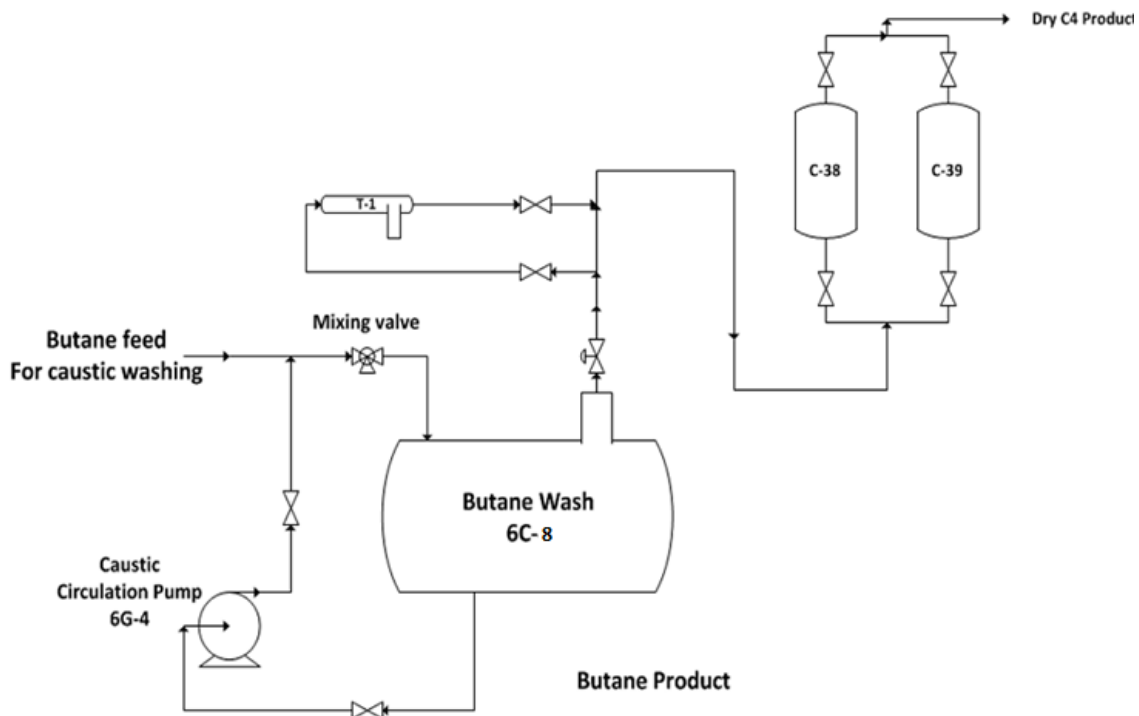 Dry C4 Product
C-38
C-39
T-1
Mixing valve
Butane feed
For caustic washing
Butane Wash
6C-8
Caustic
Circulation Pump
6G-4
Butane Product